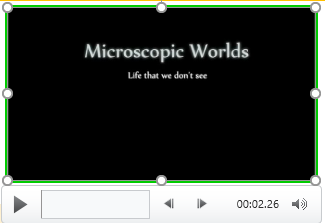 Microscopic Worlds
Life that we don't see
00:02.26